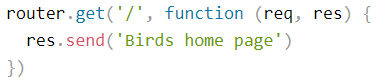 router.get('/', function (req, res) {
  res.send('Birds home page')
})